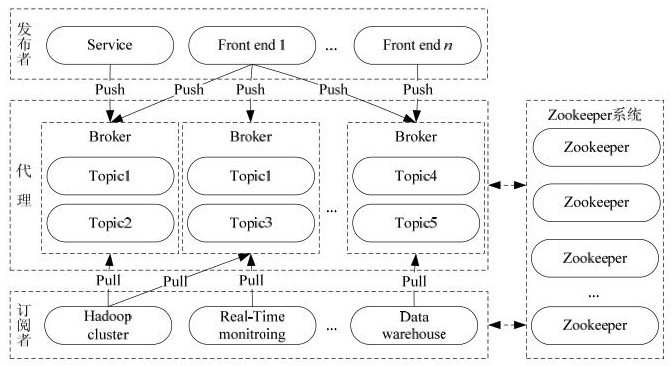 发布者
Service
Front end 1
...
Front end n
Push
Push
Push
Push
Push
代理
Broker
Broker
Broker
Topic1
Topic1
Topic4
Topic2
Topic3
...
Topic5
Pull
Pull
Pull
Pull
订阅者
Hadoop
cluster
Real-Time
monitroing
...
Data
warehouse
Zookeeper系统
Zookeeper
Zookeeper
Zookeeper
...
Zookeeper